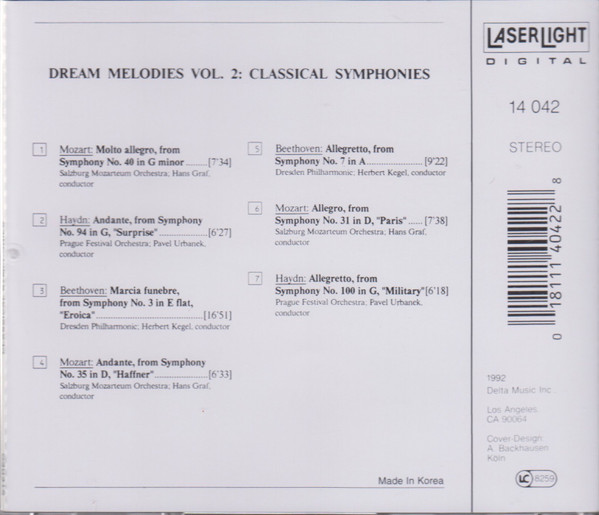 DREAM MELODIES VOL. 2: CLASSICAL SYMPHONIES
1 Mozart: Molto allegro, from
Symphony No. 40 in G minor ..........[7'34]
Salzburg Mozarteum Orchestra; Hans Graf,
conductor
2 Haydn: Andante, from Symphony
No. 94 in G, "Surprise" ....................[6'27]
Prague Festival Orchestra; Pavel Urbanek,
conductor
3 Beethoven: Marcia funebre,
from Symphony No. 3 in E flat,
"Eroica" ..............................[16'51]
Dresden Philharmonic; Herbert Kegel, conductor
4 Mozart: Andante, from Symphony
No. 35 in D, "Haffner" ......................[6'33]
Salzburg Mozarteum Orchestra; Hans Graf,
conductor
5 Beethoven: Allegretto, from
Symphony No. 7 in A ....................[9'22]
Dresden Philharmonic; Herbert Kegel, conductor
6 Mozart: Allegro, from
Symphony No. 31 in D, "Paris" ...... [7'38]
Salzburg Mozarteum Orchestra; Hans Graf,
conductor
7 Haydn: Allegretto, from
Symphony No. 100 in G, "Military" [6'18]
Prague Festival Orchestra; Pavel Urbanek,
conductor
Made In Korea
LASERLIGHT
DIGITAL
14 042
STEREO
0 18111 40422 8
1992
Delta Music Inc.
Los Angeles,
CA 90064
Cover-Design:
A. Backhausen
Köln
LC 8259